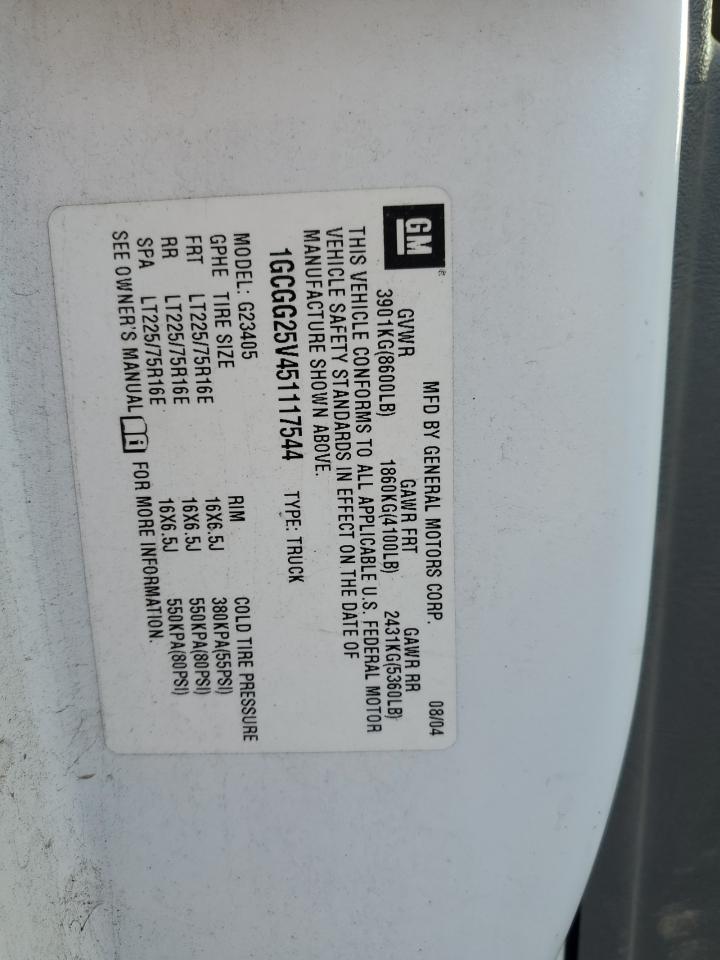 GM®
MFD BY GENERAL MOTORS CORP. 08/04
GVWR GAWR FRT GAWR RR
3901KG(8600LB) 1860KG(4100LB) 2431KG(5360LB)
THIS VEHICLE CONFORMS TO ALL APPLICABLE U.S. FEDERAL MOTOR
VEHICLE SAFETY STANDARDS IN EFFECT ON THE DATE OF
MANUFACTURE SHOWN ABOVE.
1GCGG25V451117544 TYPE: TRUCK
MODEL: G23405
GPHE TIRE SIZE RIM COLD TIRE PRESSURE
FRT LT225/75R16E 16X6.5J 380KPA(55PSI)
RR LT225/75R16E 16X6.5J 550KPA(80PSI)
SPA LT225/75R16E 16X6.5J 550KPA(80PSI)
SEE OWNER'S MANUAL FOR MORE INFORMATION.